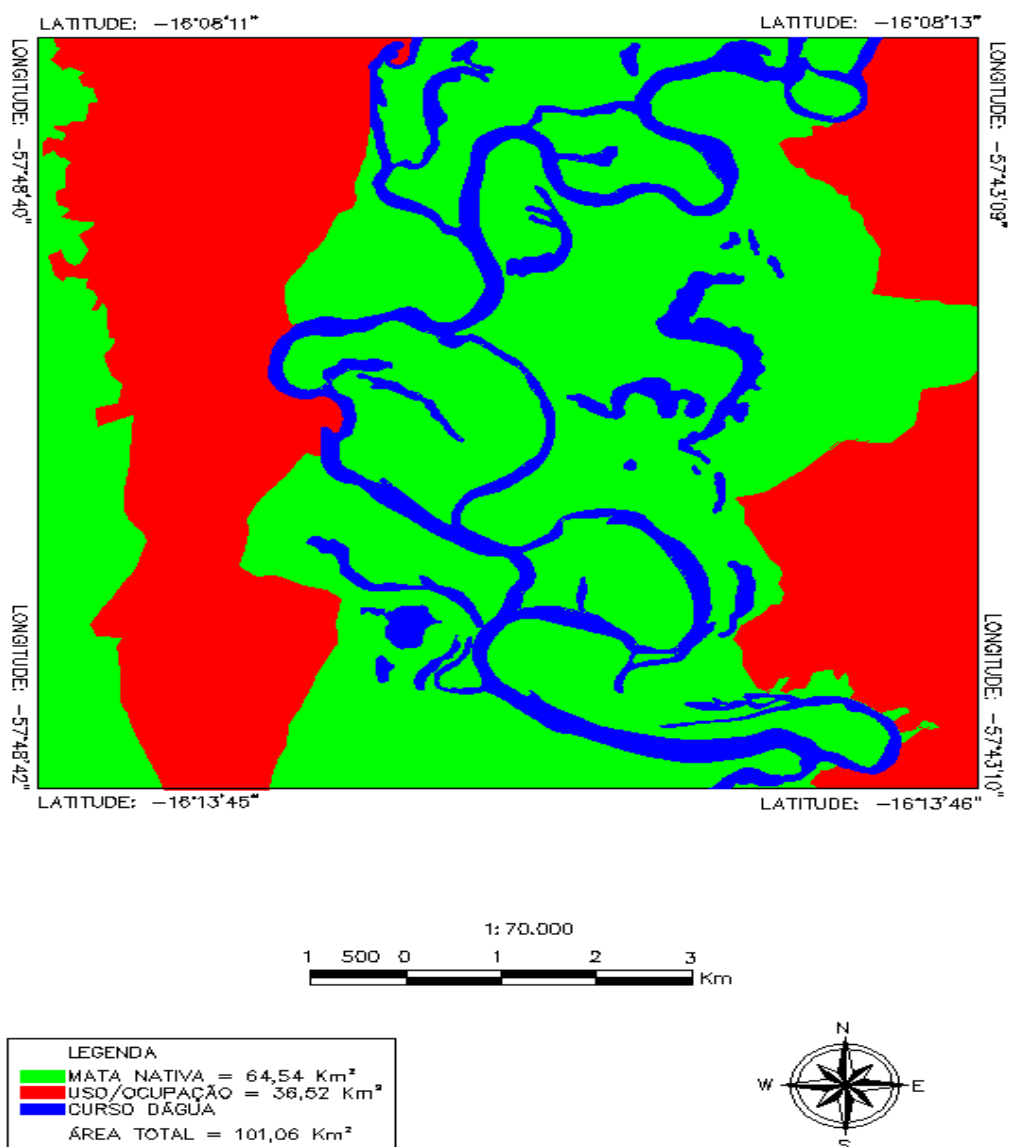 LATITUDE: -16°08'11"
LATITUDE: -16°08'13"
LONGITUDE: -57°48'40"
LONGITUDE: -57°43'09"
LONGITUDE: -57°48'42"
LONGITUDE: -57°43'10"
LATITUDE: -16°13'45"
LATITUDE: -16°13'46"
1:70.000
1 500 0 1 2 3
Km
LEGENDA
MATA NATIVA = 64,54 Km²
USO/OCUPAÇÃO = 36,52 Km²
CURSO DÁGUA
ÁREA TOTAL = 101,06 Km²
N
W E
S